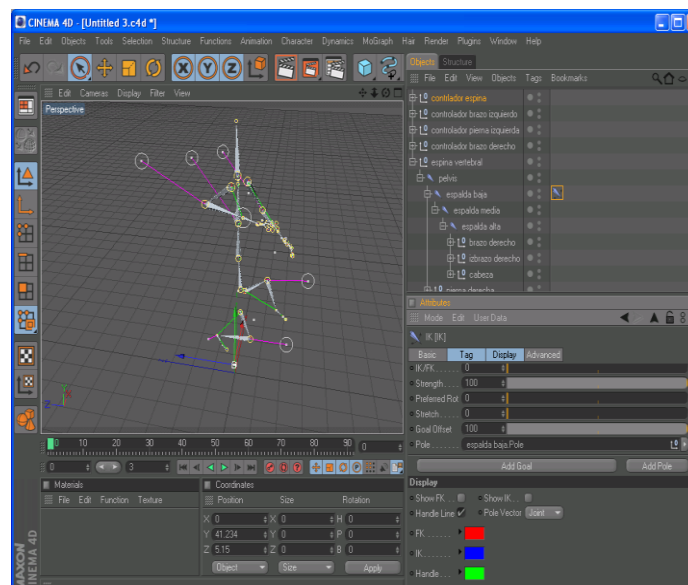 CINEMA 4D - [Untitled 3.c4d *]
File Edit Objects Tools Selection Structure Functions Animation Character Dynamics MoGraph Hair Render Plugins Window Help
X Y Z
Objects Structure
File Edit View Objects Tags Bookmarks
Edit Cameras Display Filter View
Perspective
contrlador espina
controlador brazo izquierdo
controlador pierna izquierda
controlador brazo derecho
espina vertebral
pelvis
espalda baja
espalda media
espalda alta
brazo derecho
izbrazo derecho
cabeza
pierna derecha
Attributes
Mode Edit User Data
IK [IK]
Basic Tag Display Advanced
IK/FK 0
Strength 100
Preferred Rot 0
Stretch 0
Goal Offset 100
Pole espalda baja.Pole
Add Goal Add Pole
Display
Show FK Show IK
Handle Line Pole Vector Joint
FK
IK
Handle
Y
X
Z
0 10 20 30 40 50 60 70 80 90 0
0 3
Materials
File Edit Function Texture
Coordinates
Position Size Rotation
X 0 X 0 H 0
Y 41.234 Y 0 P 0
Z 5.15 Z 0 B 0
Object Size Apply
MAXON
CINEMA 4D